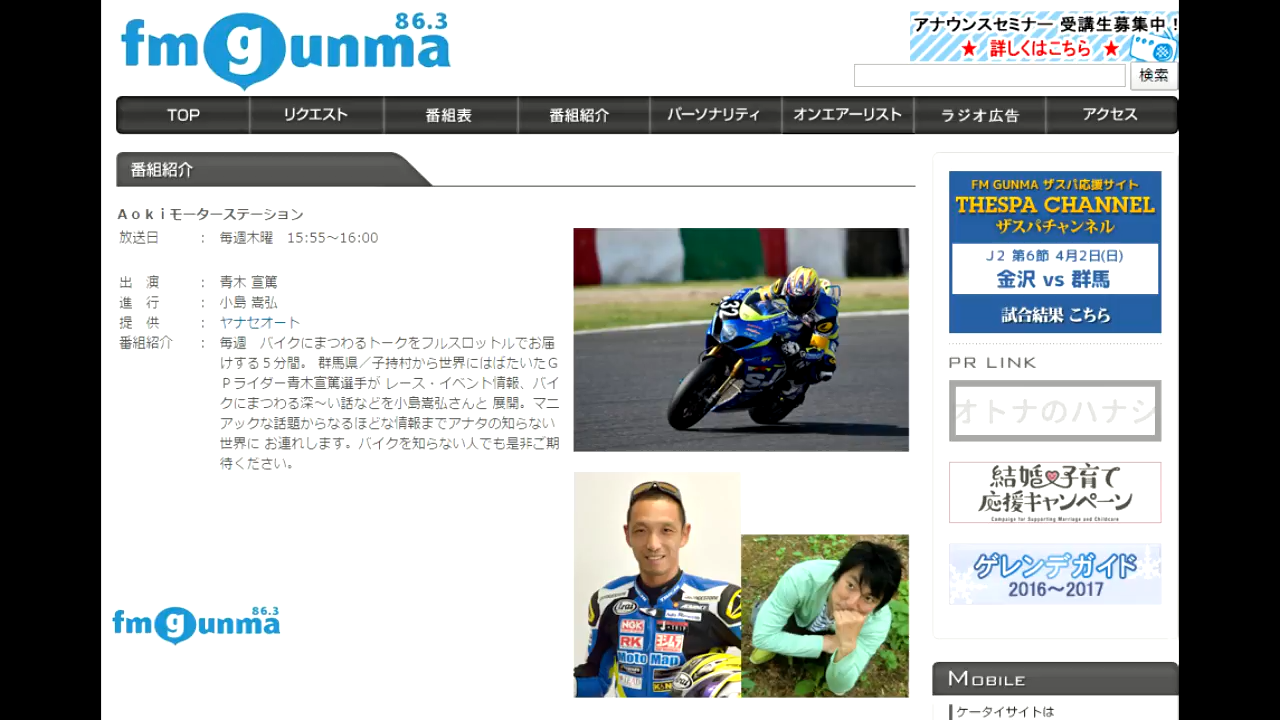 fm gunma 86.3
アナウンスセミナー 受講生募集中!
★ 詳しくはこちら ★
検索
TOP リクエスト 番組表 番組紹介 パーソナリティ オンエアーリスト ラジオ広告 アクセス
番組紹介
Aokiモーターステーション
放送日 : 毎週木曜 15:55~16:00
出 演 : 青木 宣篤
進 行 : 小島 嵩弘
提 供 : ヤナセオート
番組紹介 : 毎週 バイクにまつわるトークをフルスロットルでお届
けする5分間。 群馬県/子持村から世界にはばたいたG
Pライダー青木宣篤選手が レース・イベント情報、バイ
クにまつわる深~い話などを小島嵩弘さんと 展開。マニ
アックな話題からなるほどな情報までアナタの知らない
世界に お連れします。バイクを知らない人でも是非ご期
待ください。
32
Arai
NGK
RK
ヨシムラ
Moto Map
fm gunma 86.3
FM GUNMA ザスパ応援サイト
THESPA CHANNEL
ザスパチャンネル
J2 第6節 4月2日(日)
金沢 vs 群馬
試合結果 こちら
PR LINK
オトナのハナシ
結婚子育て
応援キャンペーン
Campaign for Supporting Marriage and Childcare
ゲレンデガイド
2016~2017
MOBILE
ケータイサイトは